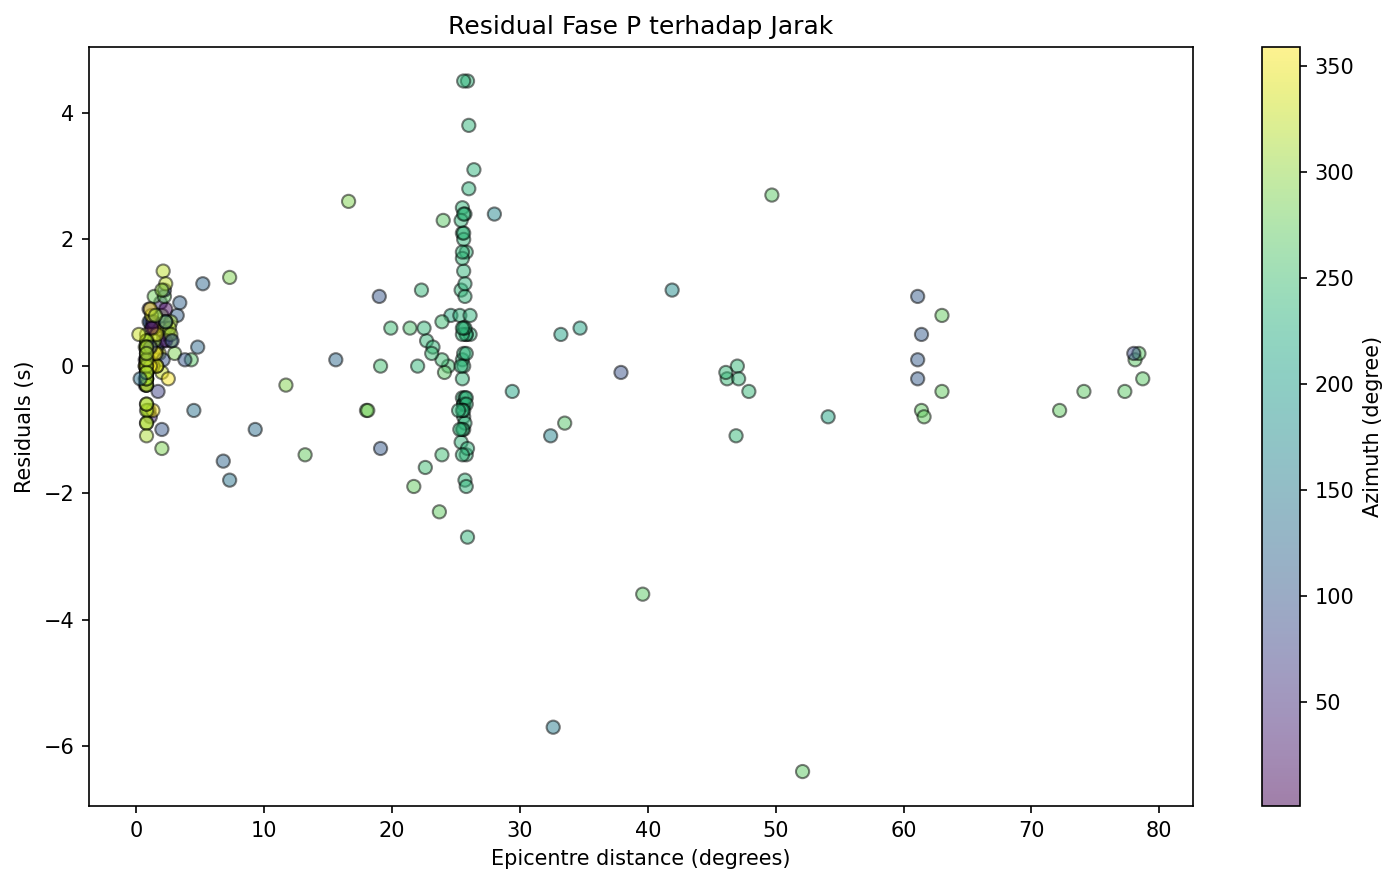 Residual Fase P terhadap Jarak
4
2
0
−2
−4
−6
Residuals (s)
0 10 20 30 40 50 60 70 80
Epicentre distance (degrees)
350
300
250
200
150
100
50
Azimuth (degree)